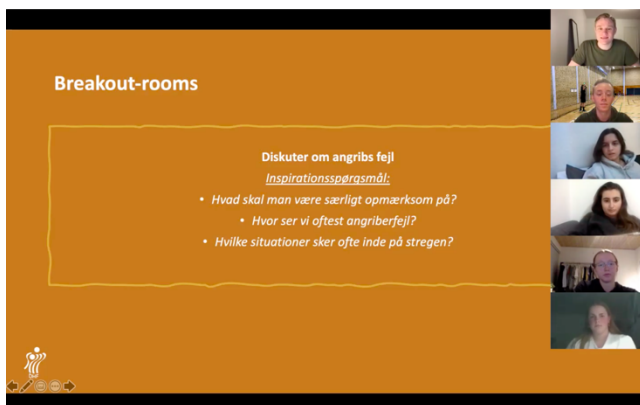 Breakout-rooms
Diskuter om angribs fejl
Inspirationsspørgsmål:
• Hvad skal man være særligt opmærksom på?
• Hvor ser vi oftest angriberfejl?
• Hvilke situationer sker ofte inde på stregen?